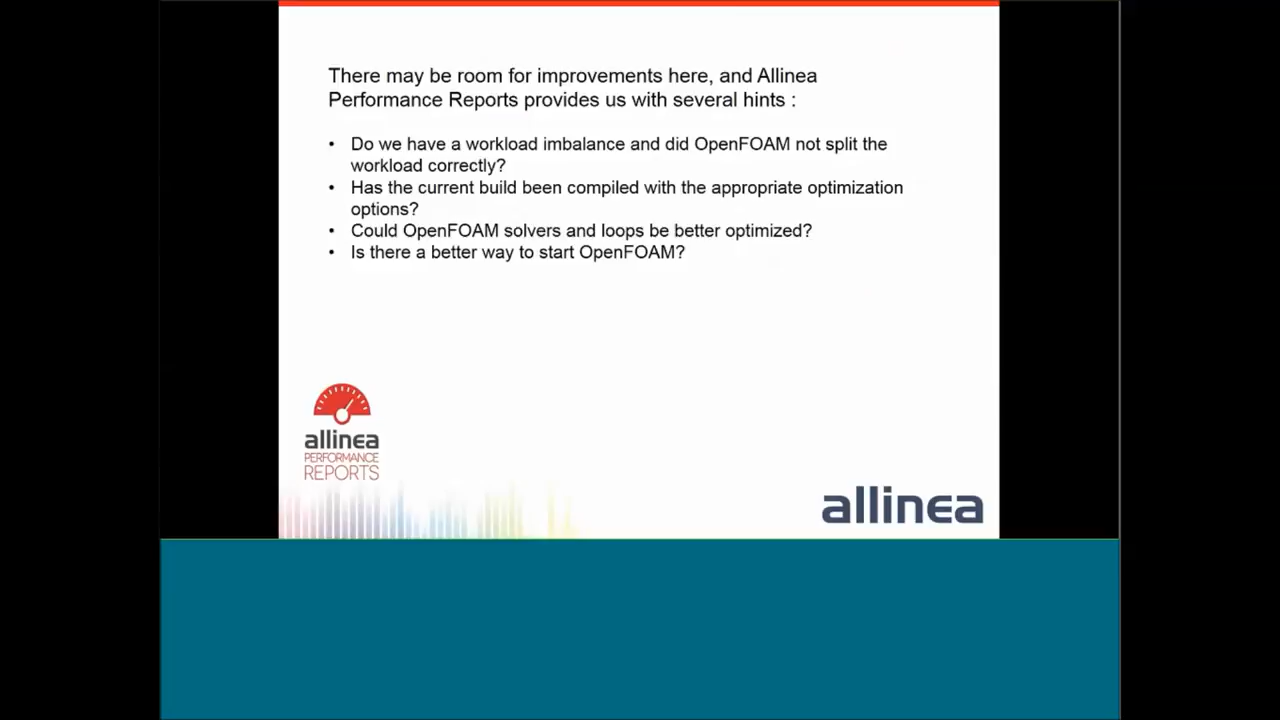 There may be room for improvements here, and Allinea
Performance Reports provides us with several hints :
• Do we have a workload imbalance and did OpenFOAM not split the
workload correctly?
• Has the current build been compiled with the appropriate optimization
options?
• Could OpenFOAM solvers and loops be better optimized?
• Is there a better way to start OpenFOAM?
allinea
PERFORMANCE
REPORTS
allinea